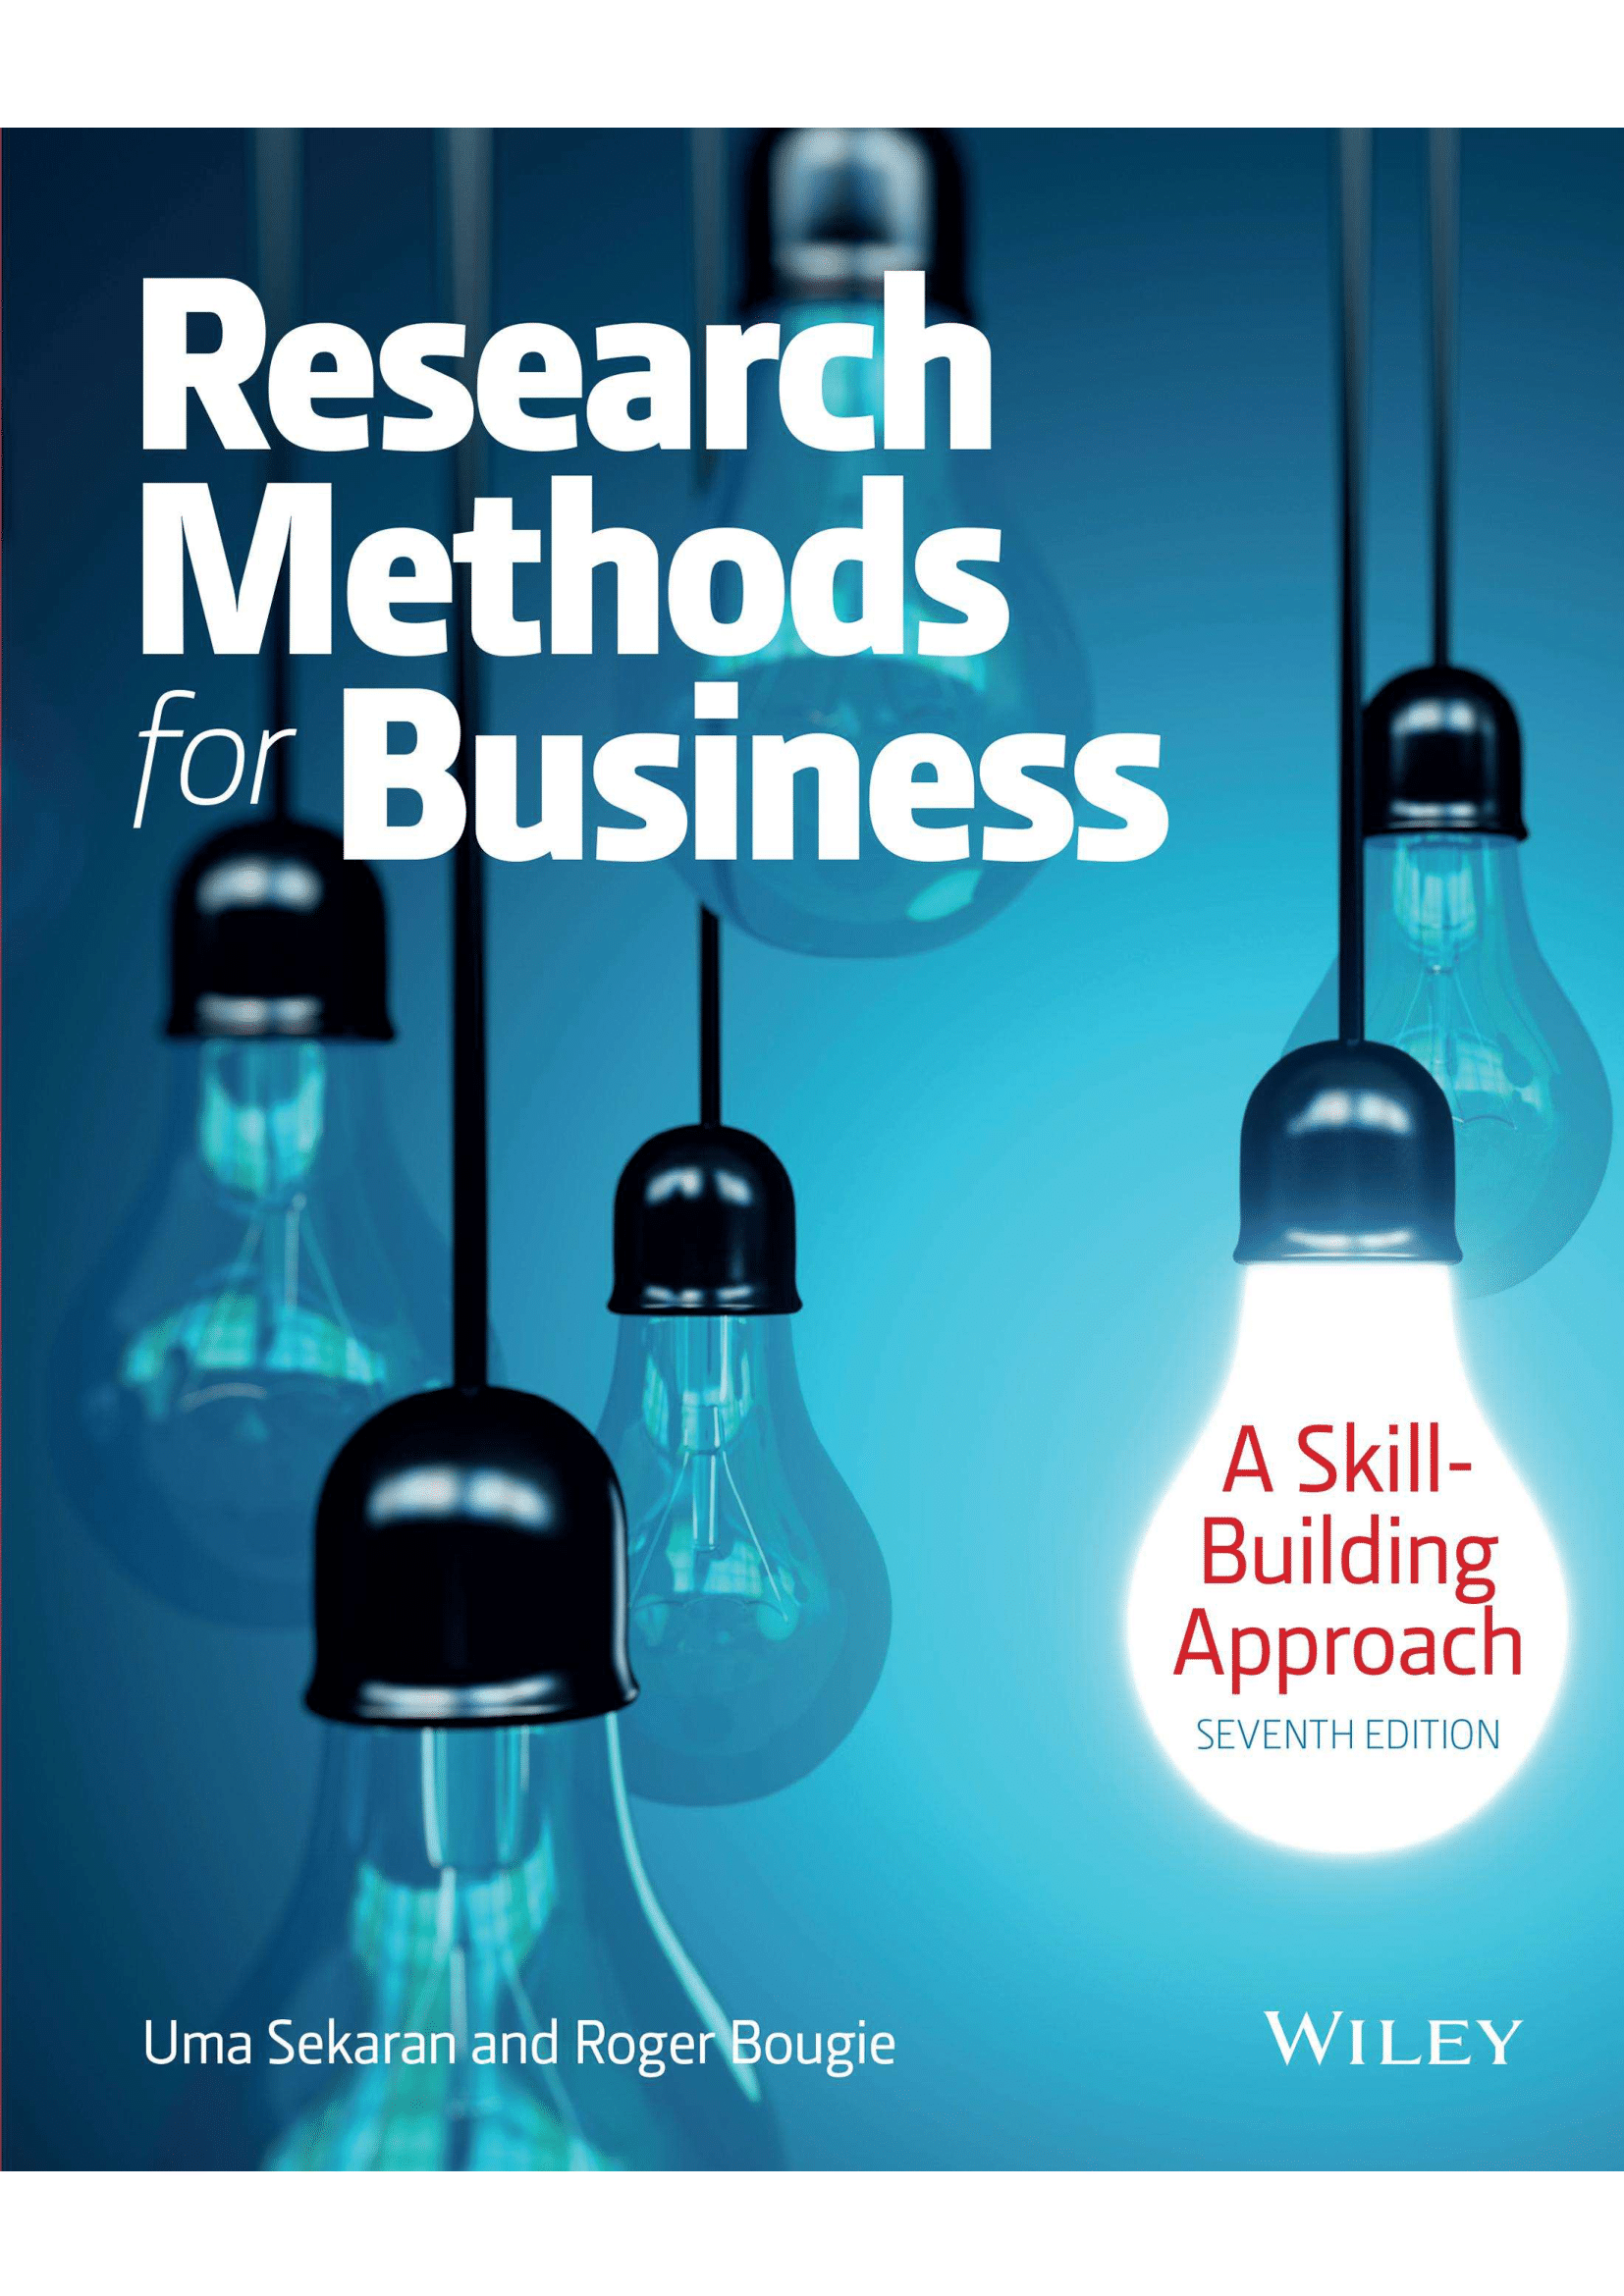 Research
Methods
for Business
A Skill-
Building
Approach
SEVENTH EDITION
Uma Sekaran and Roger Bougie
WILEY